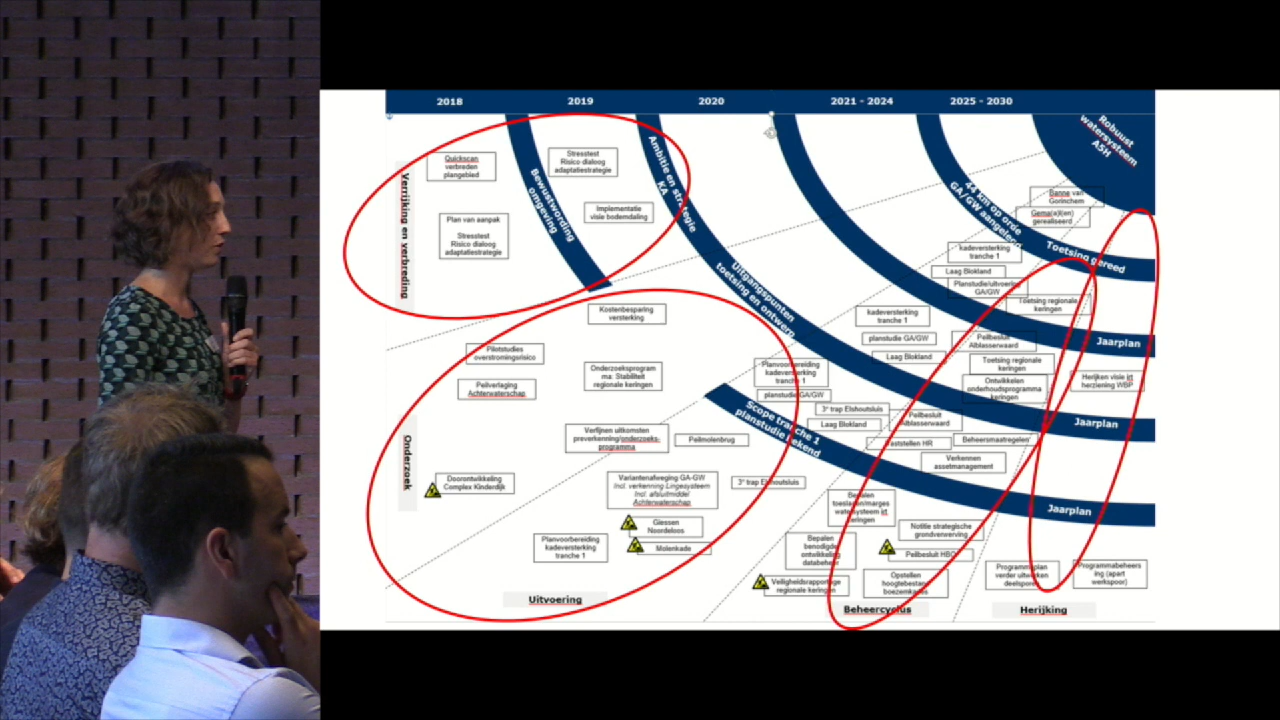 2018
2019
2020
2021 - 2024
2025 - 2030
Robuust
watersysteem
A5H
Verrijking en verbreding
Quickscan
verbreden
plangebied
Plan van aanpak
Stresstest
Risico dialoog
adaptatiestrategie
Stresstest
Risico dialoog
adaptatiestrategie
Implementatie
visie bodemdaling
Bewustwording
omgeving
Ambitie en strategie
KA
Uitgangspunten
toetsing en ontwerp
44 km op orde
GA/GW aangelegd
Toetsing gereed
Banne van
Gorinchem
Gema(a)l(en)
gerealiseerd
kadeversterking
tranche 1
Laag Blokland
Planstudie/uitvoering
GA/GW
Toetsing regionale
keringen
Jaarplan
Kostenbesparing
versterking
Pilotstudies
overstromingsrisico
Peilverlaging
Achterwaterschap
Onderzoeksprogram
ma: Stabiliteit
regionale keringen
kadeversterking
tranche 1
planstudie GA/GW
Laag Blokland
Peilbesluit
Alblasserwaard
Toetsing regionale
keringen
Ontwikkelen
onderhoudsprogramma
keringen
Herijken visie irt
herziening WBP
Jaarplan
Onderzoek
Verfijnen uitkomsten
preverkenning/onderzoeks-
programma
Peilmolenbrug
Planvoorbereiding
kadeversterking
tranche 1
planstudie GA/GW
Scope tranche 1
planstudie bekend
3e trap Elshoutsluis
Laag Blokland
Peilbesluit
Alblasserwaard
Vaststellen HR
Beheersmaatregelen
Verkennen
assetmanagement
Jaarplan
Doorontwikkeling
Complex Kinderdijk
Variantenafweging GA-GW
Incl. verkenning Lingesysteem
Incl. afsluitmiddel
Achterwaterschap
3e trap Elshoutsluis
Giessen
Noordeloos
Molenkade
Planvoorbereiding
kadeversterking
tranche 1
Bepalen
toeslagen/marges
watersysteem irt
keringen
Bepalen
benodigde
ontwikkeling
databeheer
Notitie strategische
grondverwerving
Peilbesluit HBO
Veiligheidsrapportage
regionale keringen
Opstellen
hoogtebestand
boezemkades
Programmaplan
verder uitwerken
deelsporen
Programmabeheers
ing (apart
werkspoor)
Uitvoering
Beheercyclus
Herijking